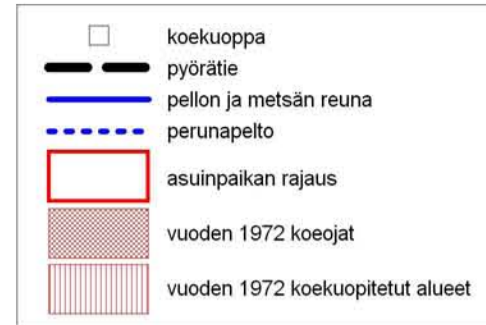 koekuoppa
pyörätie
pellon ja metsän reuna
perunapelto
asuinpaikan rajaus
vuoden 1972 koeojat
vuoden 1972 koekuopitetut alueet